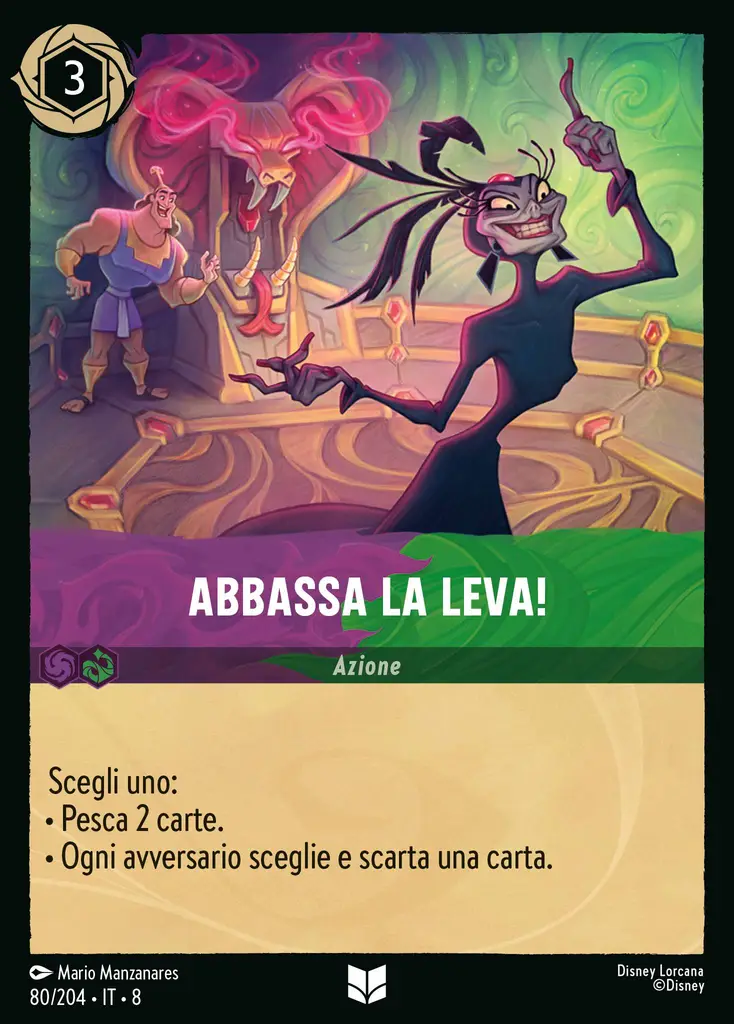 3
ABBASSA LA LEVA!
Azione
Scegli uno:
• Pesca 2 carte.
• Ogni avversario sceglie e scarta una carta.
Mario Manzanares
Disney Lorcana
80/204 • IT • 8
©Disney